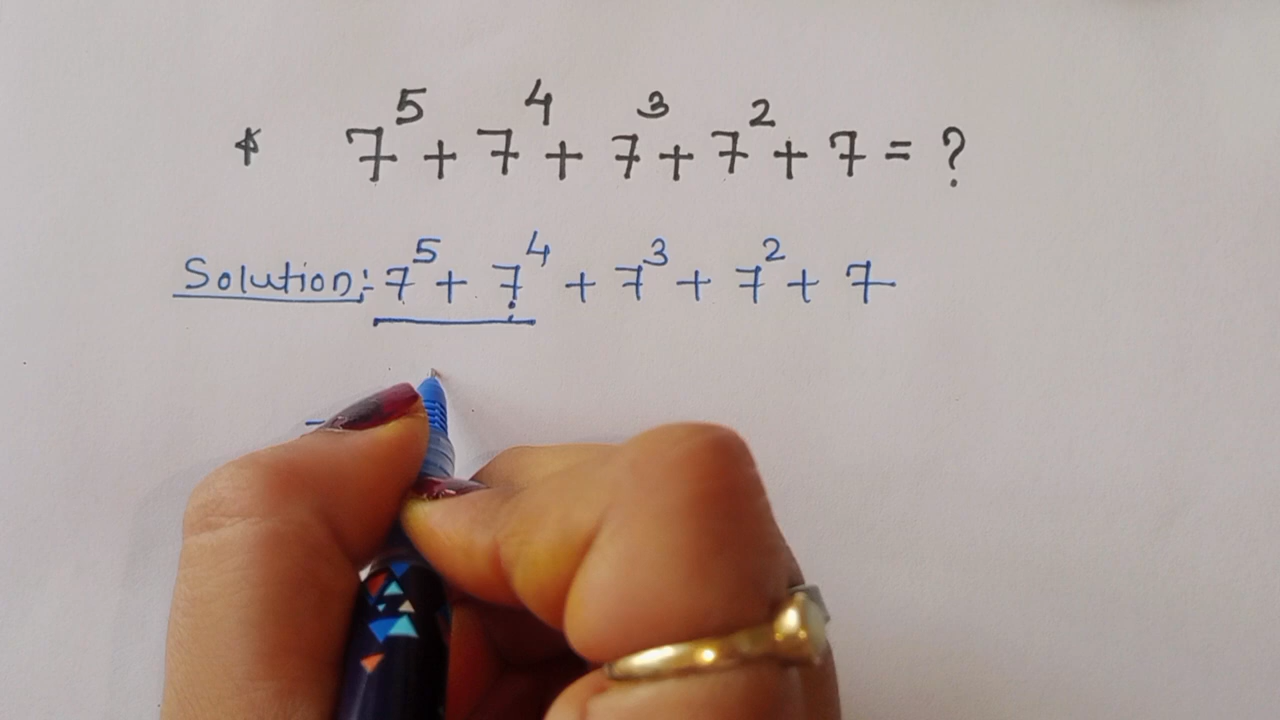 * 7⁵ + 7⁴ + 7³ + 7² + 7 = ?
Solution:- 7⁵ + 7⁴ + 7³ + 7² + 7